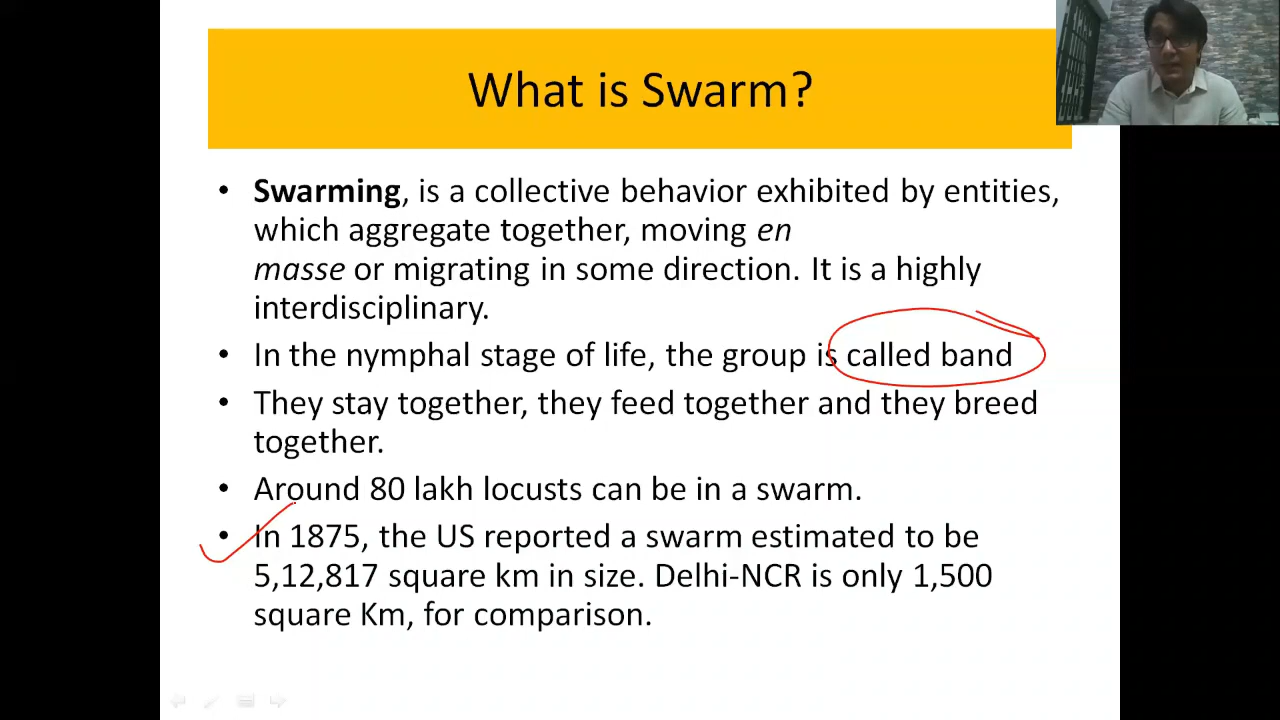 What is Swarm?
• Swarming, is a collective behavior exhibited by entities,
which aggregate together, moving en
masse or migrating in some direction. It is a highly
interdisciplinary.
• In the nymphal stage of life, the group is called band
• They stay together, they feed together and they breed
together.
• Around 80 lakh locusts can be in a swarm.
• In 1875, the US reported a swarm estimated to be
5,12,817 square km in size. Delhi-NCR is only 1,500
square Km, for comparison.